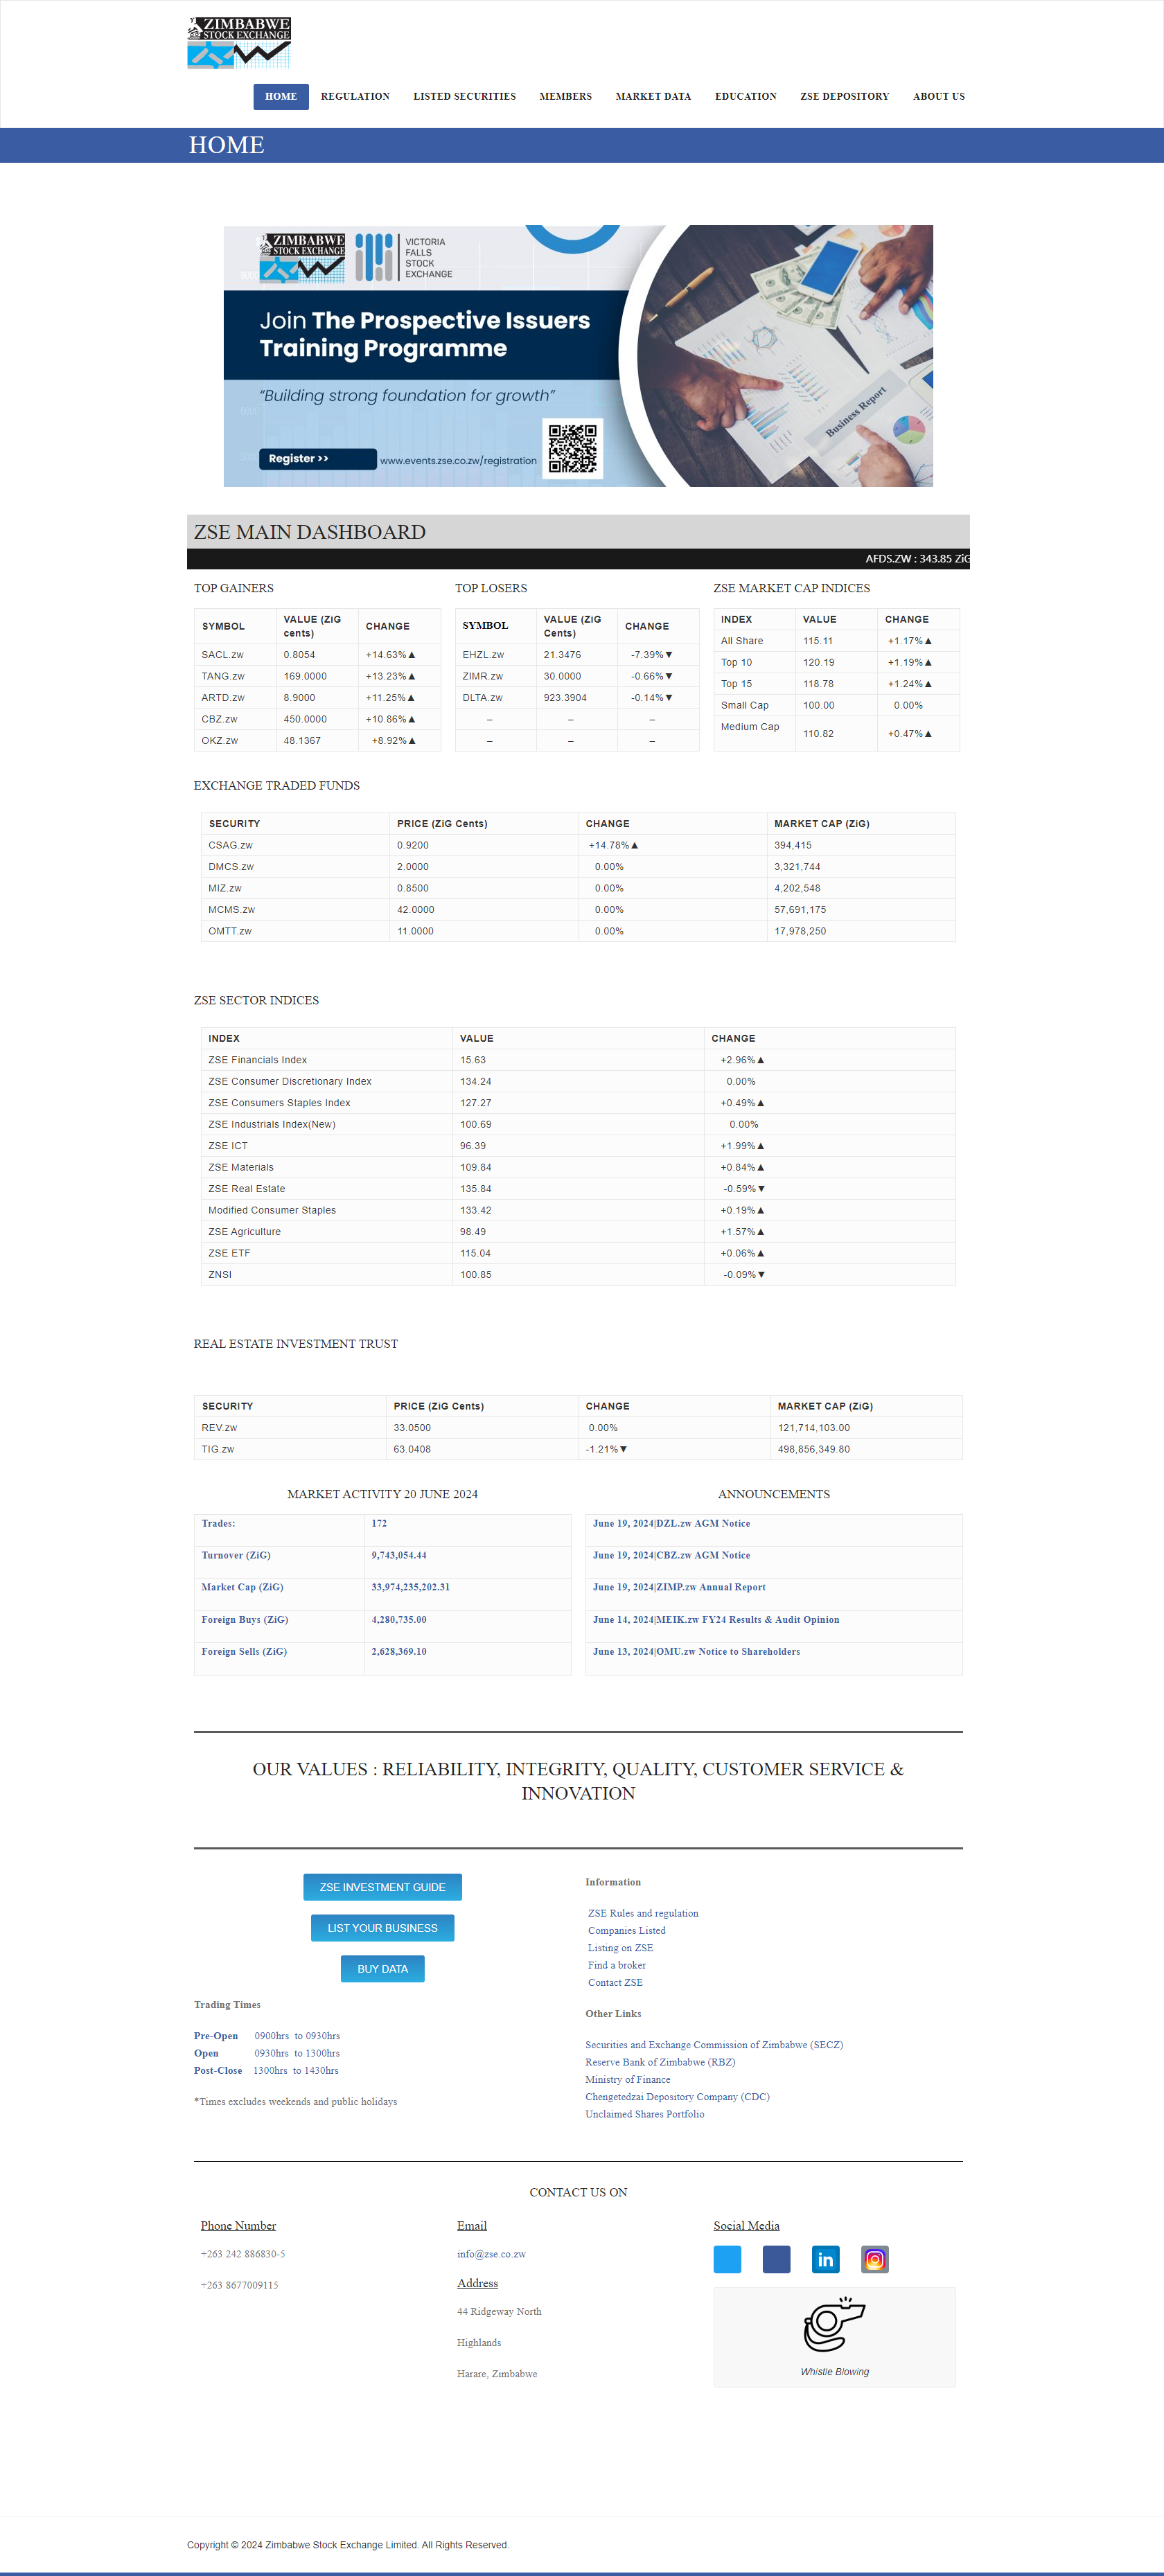 ZIMBABWE
STOCK EXCHANGE
HOME REGULATION LISTED SECURITIES MEMBERS MARKET DATA EDUCATION ZSE DEPOSITORY ABOUT US
HOME
ZIMBABWE
STOCK EXCHANGE
VICTORIA
FALLS
STOCK
EXCHANGE
Join The Prospective Issuers
Training Programme
“Building strong foundation for growth”
Register >> www.events.zse.co.zw/registration
Business Report
ZSE MAIN DASHBOARD
AFDS.ZW : 343.85 ZiG
TOP GAINERS
SYMBOL VALUE (ZiG cents) CHANGE
SACL.zw 0.8054 +14.63%▲
TANG.zw 169.0000 +13.23%▲
ARTD.zw 8.9000 +11.25%▲
CBZ.zw 450.0000 +10.86%▲
OKZ.zw 48.1367 +8.92%▲
TOP LOSERS
SYMBOL VALUE (ZiG Cents) CHANGE
EHZL.zw 21.3476 -7.39%▼
ZIMR.zw 30.0000 -0.66%▼
DLTA.zw 923.3904 -0.14%▼
– – –
– – –
ZSE MARKET CAP INDICES
INDEX VALUE CHANGE
All Share 115.11 +1.17%▲
Top 10 120.19 +1.19%▲
Top 15 118.78 +1.24%▲
Small Cap 100.00 0.00%
Medium Cap 110.82 +0.47%▲
EXCHANGE TRADED FUNDS
SECURITY PRICE (ZiG Cents) CHANGE MARKET CAP (ZiG)
CSAG.zw 0.9200 +14.78%▲ 394,415
DMCS.zw 2.0000 0.00% 3,321,744
MIZ.zw 0.8500 0.00% 4,202,548
MCMS.zw 42.0000 0.00% 57,691,175
OMTT.zw 11.0000 0.00% 17,978,250
ZSE SECTOR INDICES
INDEX VALUE CHANGE
ZSE Financials Index 15.63 +2.96%▲
ZSE Consumer Discretionary Index 134.24 0.00%
ZSE Consumers Staples Index 127.27 +0.49%▲
ZSE Industrials Index(New) 100.69 0.00%
ZSE ICT 96.39 +1.99%▲
ZSE Materials 109.84 +0.84%▲
ZSE Real Estate 135.84 -0.59%▼
Modified Consumer Staples 133.42 +0.19%▲
ZSE Agriculture 98.49 +1.57%▲
ZSE ETF 115.04 +0.06%▲
ZNSI 100.85 -0.09%▼
REAL ESTATE INVESTMENT TRUST
SECURITY PRICE (ZiG Cents) CHANGE MARKET CAP (ZiG)
REV.zw 33.0500 0.00% 121,714,103.00
TIG.zw 63.0408 -1.21%▼ 498,856,349.80
MARKET ACTIVITY 20 JUNE 2024
Trades: 172
Turnover (ZiG) 9,743,054.44
Market Cap (ZiG) 33,974,235,202.31
Foreign Buys (ZiG) 4,280,735.00
Foreign Sells (ZiG) 2,628,369.10
ANNOUNCEMENTS
June 19, 2024|DZL.zw AGM Notice
June 19, 2024|CBZ.zw AGM Notice
June 19, 2024|ZIMP.zw Annual Report
June 14, 2024|MEIK.zw FY24 Results & Audit Opinion
June 13, 2024|OMU.zw Notice to Shareholders
OUR VALUES : RELIABILITY, INTEGRITY, QUALITY, CUSTOMER SERVICE &
INNOVATION
ZSE INVESTMENT GUIDE
LIST YOUR BUSINESS
BUY DATA
Trading Times
Pre-Open 0900hrs to 0930hrs
Open 0930hrs to 1300hrs
Post-Close 1300hrs to 1430hrs
*Times excludes weekends and public holidays
Information
ZSE Rules and regulation
Companies Listed
Listing on ZSE
Find a broker
Contact ZSE
Other Links
Securities and Exchange Commission of Zimbabwe (SECZ)
Reserve Bank of Zimbabwe (RBZ)
Ministry of Finance
Chengetedzai Depository Company (CDC)
Unclaimed Shares Portfolio
CONTACT US ON
Phone Number
+263 242 886830-5
+263 8677009115
Email
info@zse.co.zw
Address
44 Ridgeway North
Highlands
Harare, Zimbabwe
Social Media
in
Whistle Blowing
Copyright © 2024 Zimbabwe Stock Exchange Limited. All Rights Reserved.